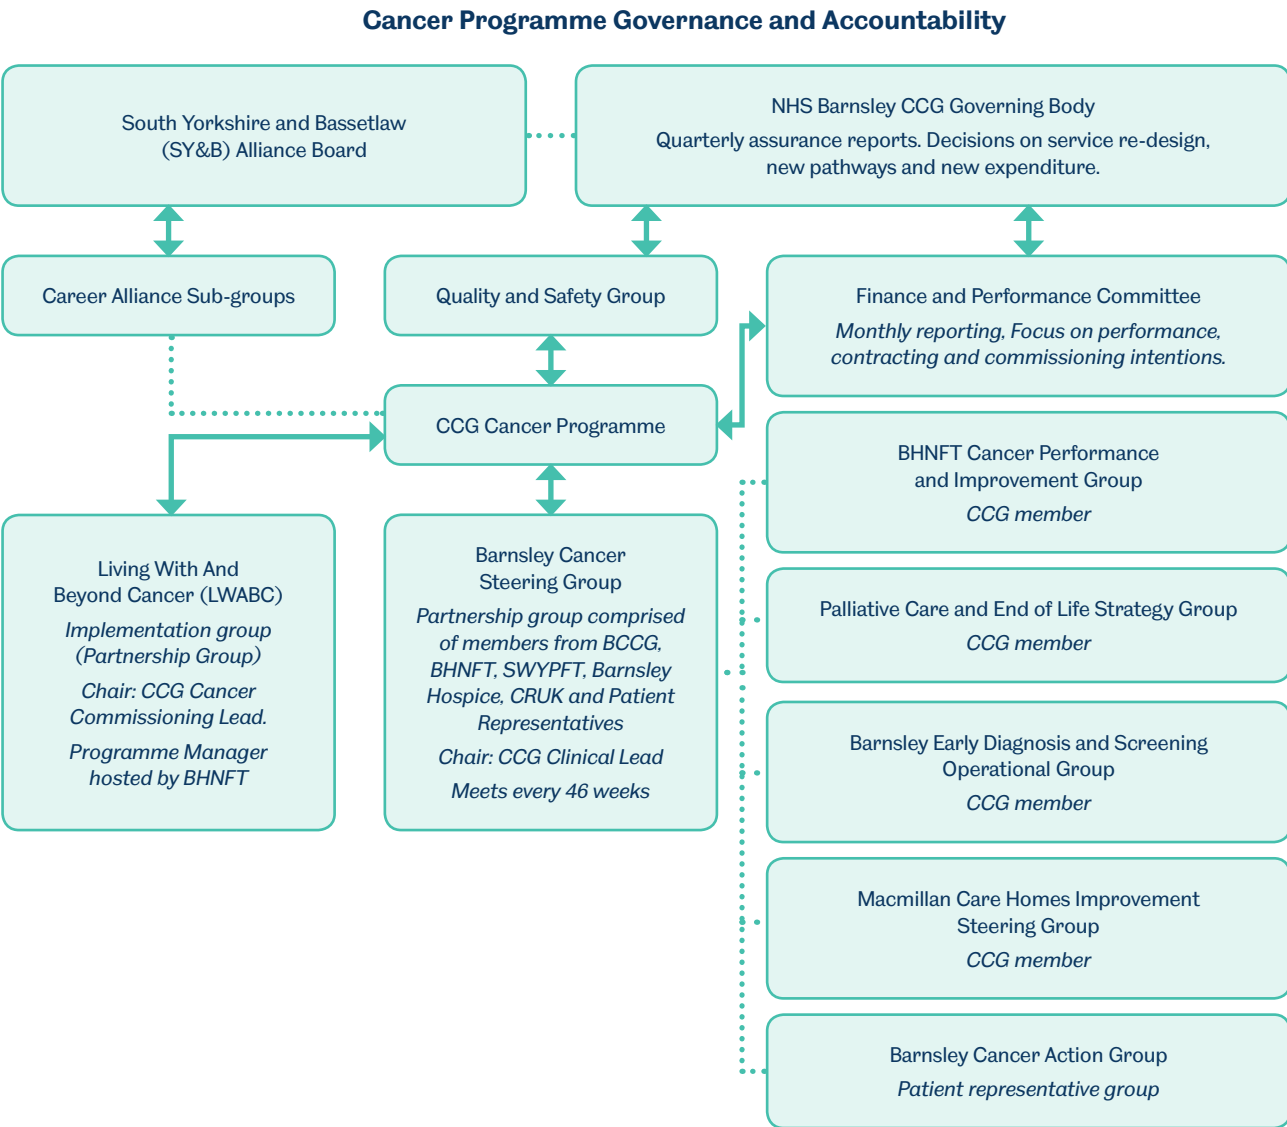 Cancer Programme Governance and Accountability
South Yorkshire and Bassetlaw
(SY&B) Alliance Board
NHS Barnsley CCG Governing Body
Quarterly assurance reports. Decisions on service re-design,
new pathways and new expenditure.
Career Alliance Sub-groups
Quality and Safety Group
Finance and Performance Committee
Monthly reporting, Focus on performance,
contracting and commissioning intentions.
CCG Cancer Programme
BHNFT Cancer Performance
and Improvement Group
CCG member
Living With And
Beyond Cancer (LWABC)
Implementation group
(Partnership Group)
Chair: CCG Cancer
Commissioning Lead.
Programme Manager
hosted by BHNFT
Barnsley Cancer
Steering Group
Partnership group comprised
of members from BCCG,
BHNFT, SWYPFT, Barnsley
Hospice, CRUK and Patient
Representatives
Chair: CCG Clinical Lead
Meets every 46 weeks
Palliative Care and End of Life Strategy Group
CCG member
Barnsley Early Diagnosis and Screening
Operational Group
CCG member
Macmillan Care Homes Improvement
Steering Group
CCG member
Barnsley Cancer Action Group
Patient representative group